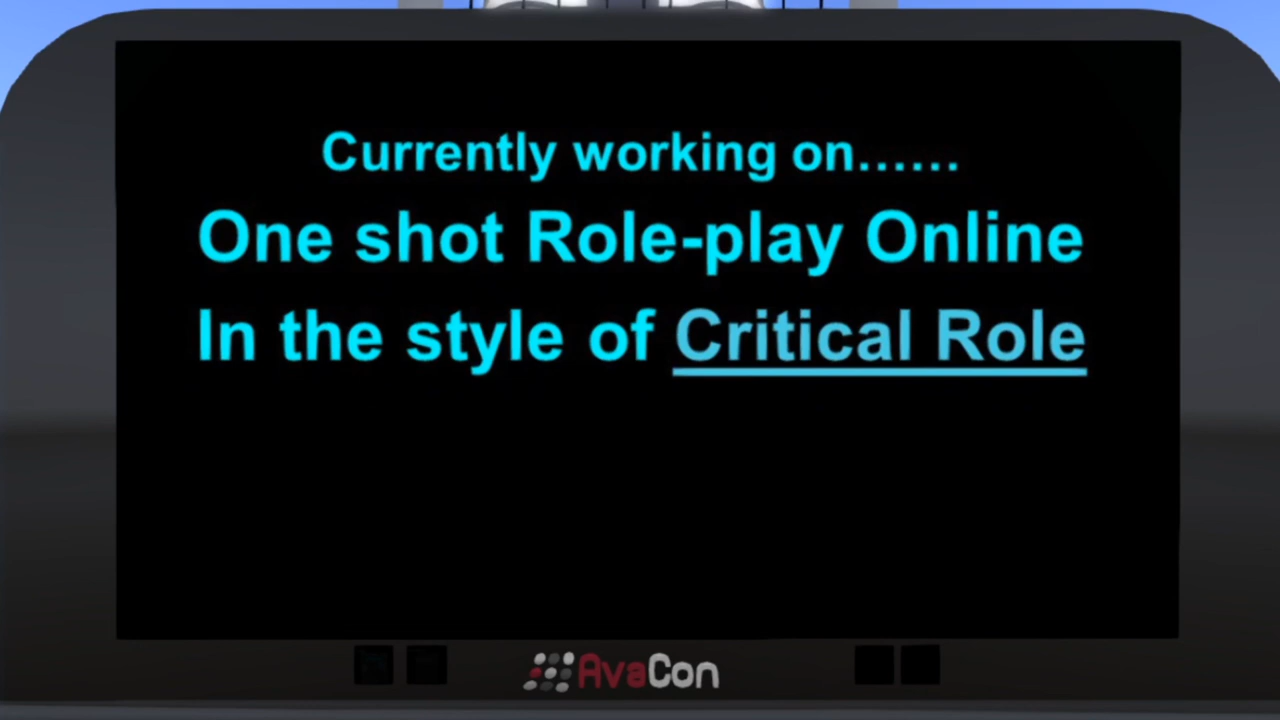 Currently working on......
One shot Role-play Online
In the style of Critical Role
AvaCon